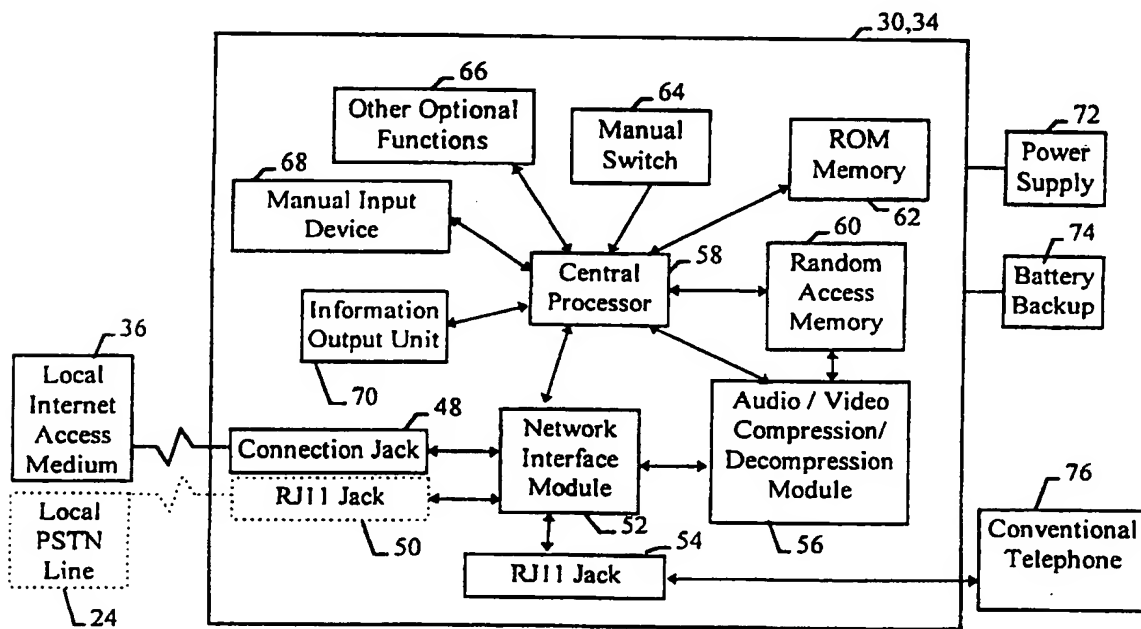 30,34
66
Other Optional
Functions
64
Manual
Switch
ROM
Memory
62
72
Power
Supply
68
Manual Input
Device
60
Random
Access
Memory
74
Battery
Backup
58
Central
Processor
Information
Output Unit
70
36
Local
Internet
Access
Medium
48
Connection Jack
RJ11 Jack
50
Network
Interface
Module
52
Audio / Video
Compression/
Decompression
Module
56
76
Conventional
Telephone
Local
PSTN
Line
24
54
RJ11 Jack